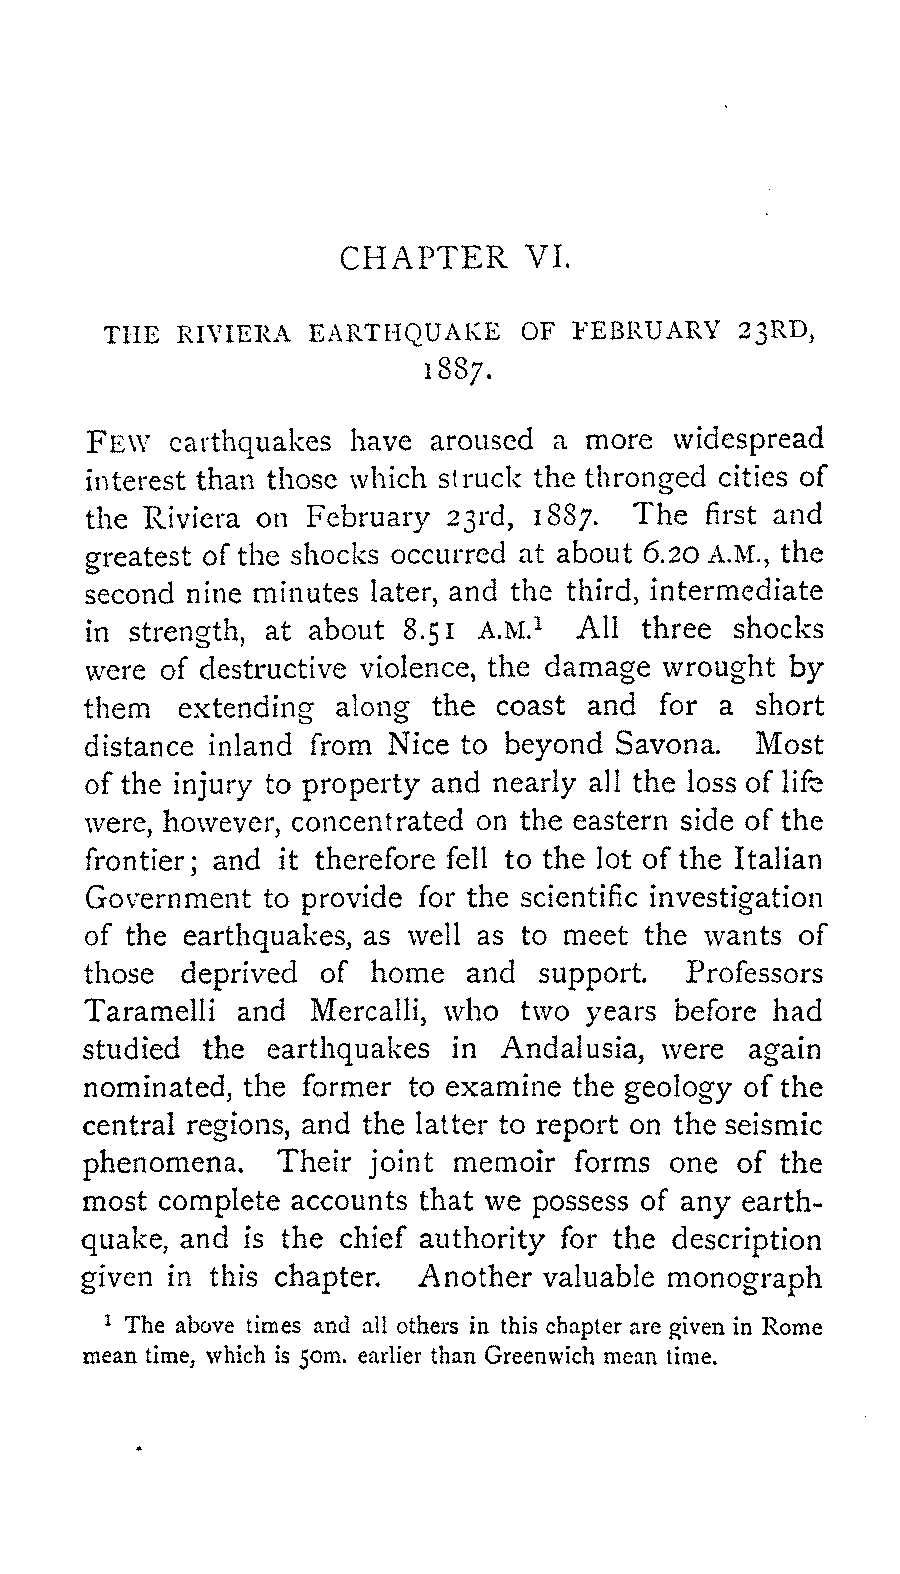 CHAPTER VI.
THE RIVIERA EARTHQUAKE OF FEBRUARY 23RD,
1887.
FEW earthquakes have aroused a more widespread
interest than those which struck the thronged cities of
the Riviera on February 23rd, 1887. The first and
greatest of the shocks occurred at about 6.20 A.M., the
second nine minutes later, and the third, intermediate
in strength, at about 8.51 A.M.¹ All three shocks
were of destructive violence, the damage wrought by
them extending along the coast and for a short
distance inland from Nice to beyond Savona. Most
of the injury to property and nearly all the loss of life
were, however, concentrated on the eastern side of the
frontier; and it therefore fell to the lot of the Italian
Government to provide for the scientific investigation
of the earthquakes, as well as to meet the wants of
those deprived of home and support. Professors
Taramelli and Mercalli, who two years before had
studied the earthquakes in Andalusia, were again
nominated, the former to examine the geology of the
central regions, and the latter to report on the seismic
phenomena. Their joint memoir forms one of the
most complete accounts that we possess of any earth-
quake, and is the chief authority for the description
given in this chapter. Another valuable monograph
¹ The above times and all others in this chapter are given in Rome
mean time, which is 50m. earlier than Greenwich mean time.